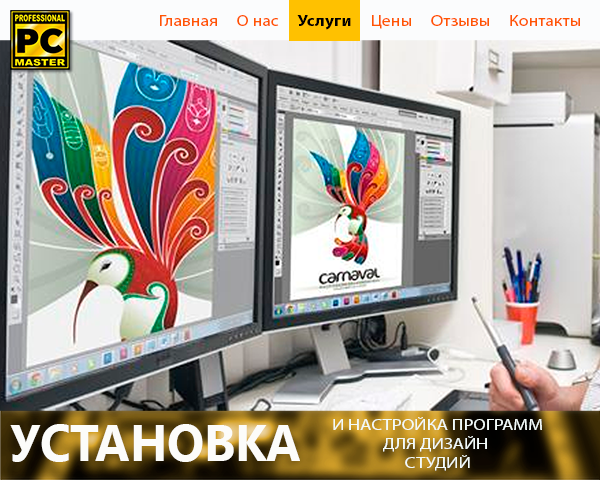 PROFESSIONAL
PC
MASTER
Главная О нас Услуги Цены Отзывы Контакты
carnaval
УСТАНОВКА
И НАСТРОЙКА ПРОГРАММ
ДЛЯ ДИЗАЙН
СТУДИЙ